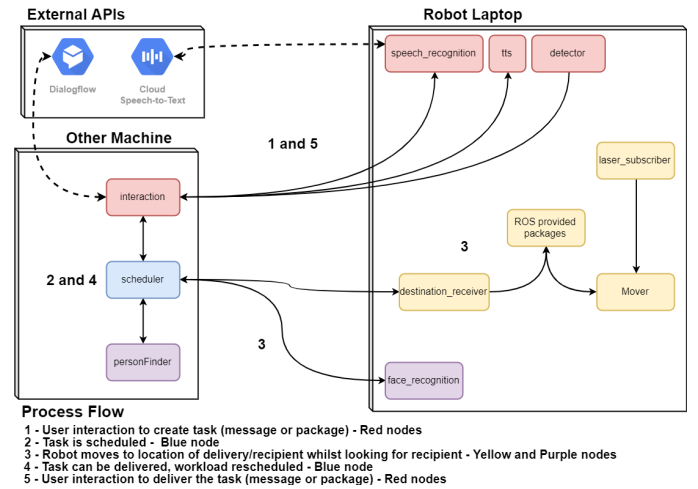 External APIs
Robot Laptop
Dialogflow
Cloud
Speech-to-Text
speech_recognition
tts
detector
Other Machine
1 and 5
interaction
laser_subscriber
ROS provided
packages
3
2 and 4
scheduler
destination_receiver
Mover
3
personFinder
face_recognition
Process Flow
1 - User interaction to create task (message or package) - Red nodes
2 - Task is scheduled - Blue node
3 - Robot moves to location of delivery/recipient whilst looking for recipient - Yellow and Purple nodes
4 - Task can be delivered, workload rescheduled - Blue node
5 - User interaction to deliver the task (message or package) - Red nodes